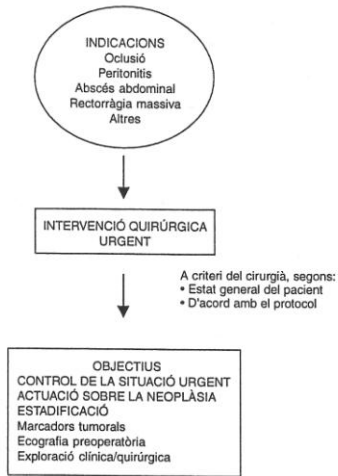 INDICACIONS
Oclusió
Peritonitis
Abscés abdominal
Rectorràgia massiva
Altres
INTERVENCIÓ QUIRÚRGICA
URGENT
A criteri del cirurgià, segons:
• Estat general del pacient
• D'acord amb el protocol
OBJECTIUS
CONTROL DE LA SITUACIÓ URGENT
ACTUACIÓ SOBRE LA NEOPLÀSIA
ESTADIFICACIÓ
Marcadors tumorals
Ecografia preoperatòria
Exploració clínica/quirúrgica